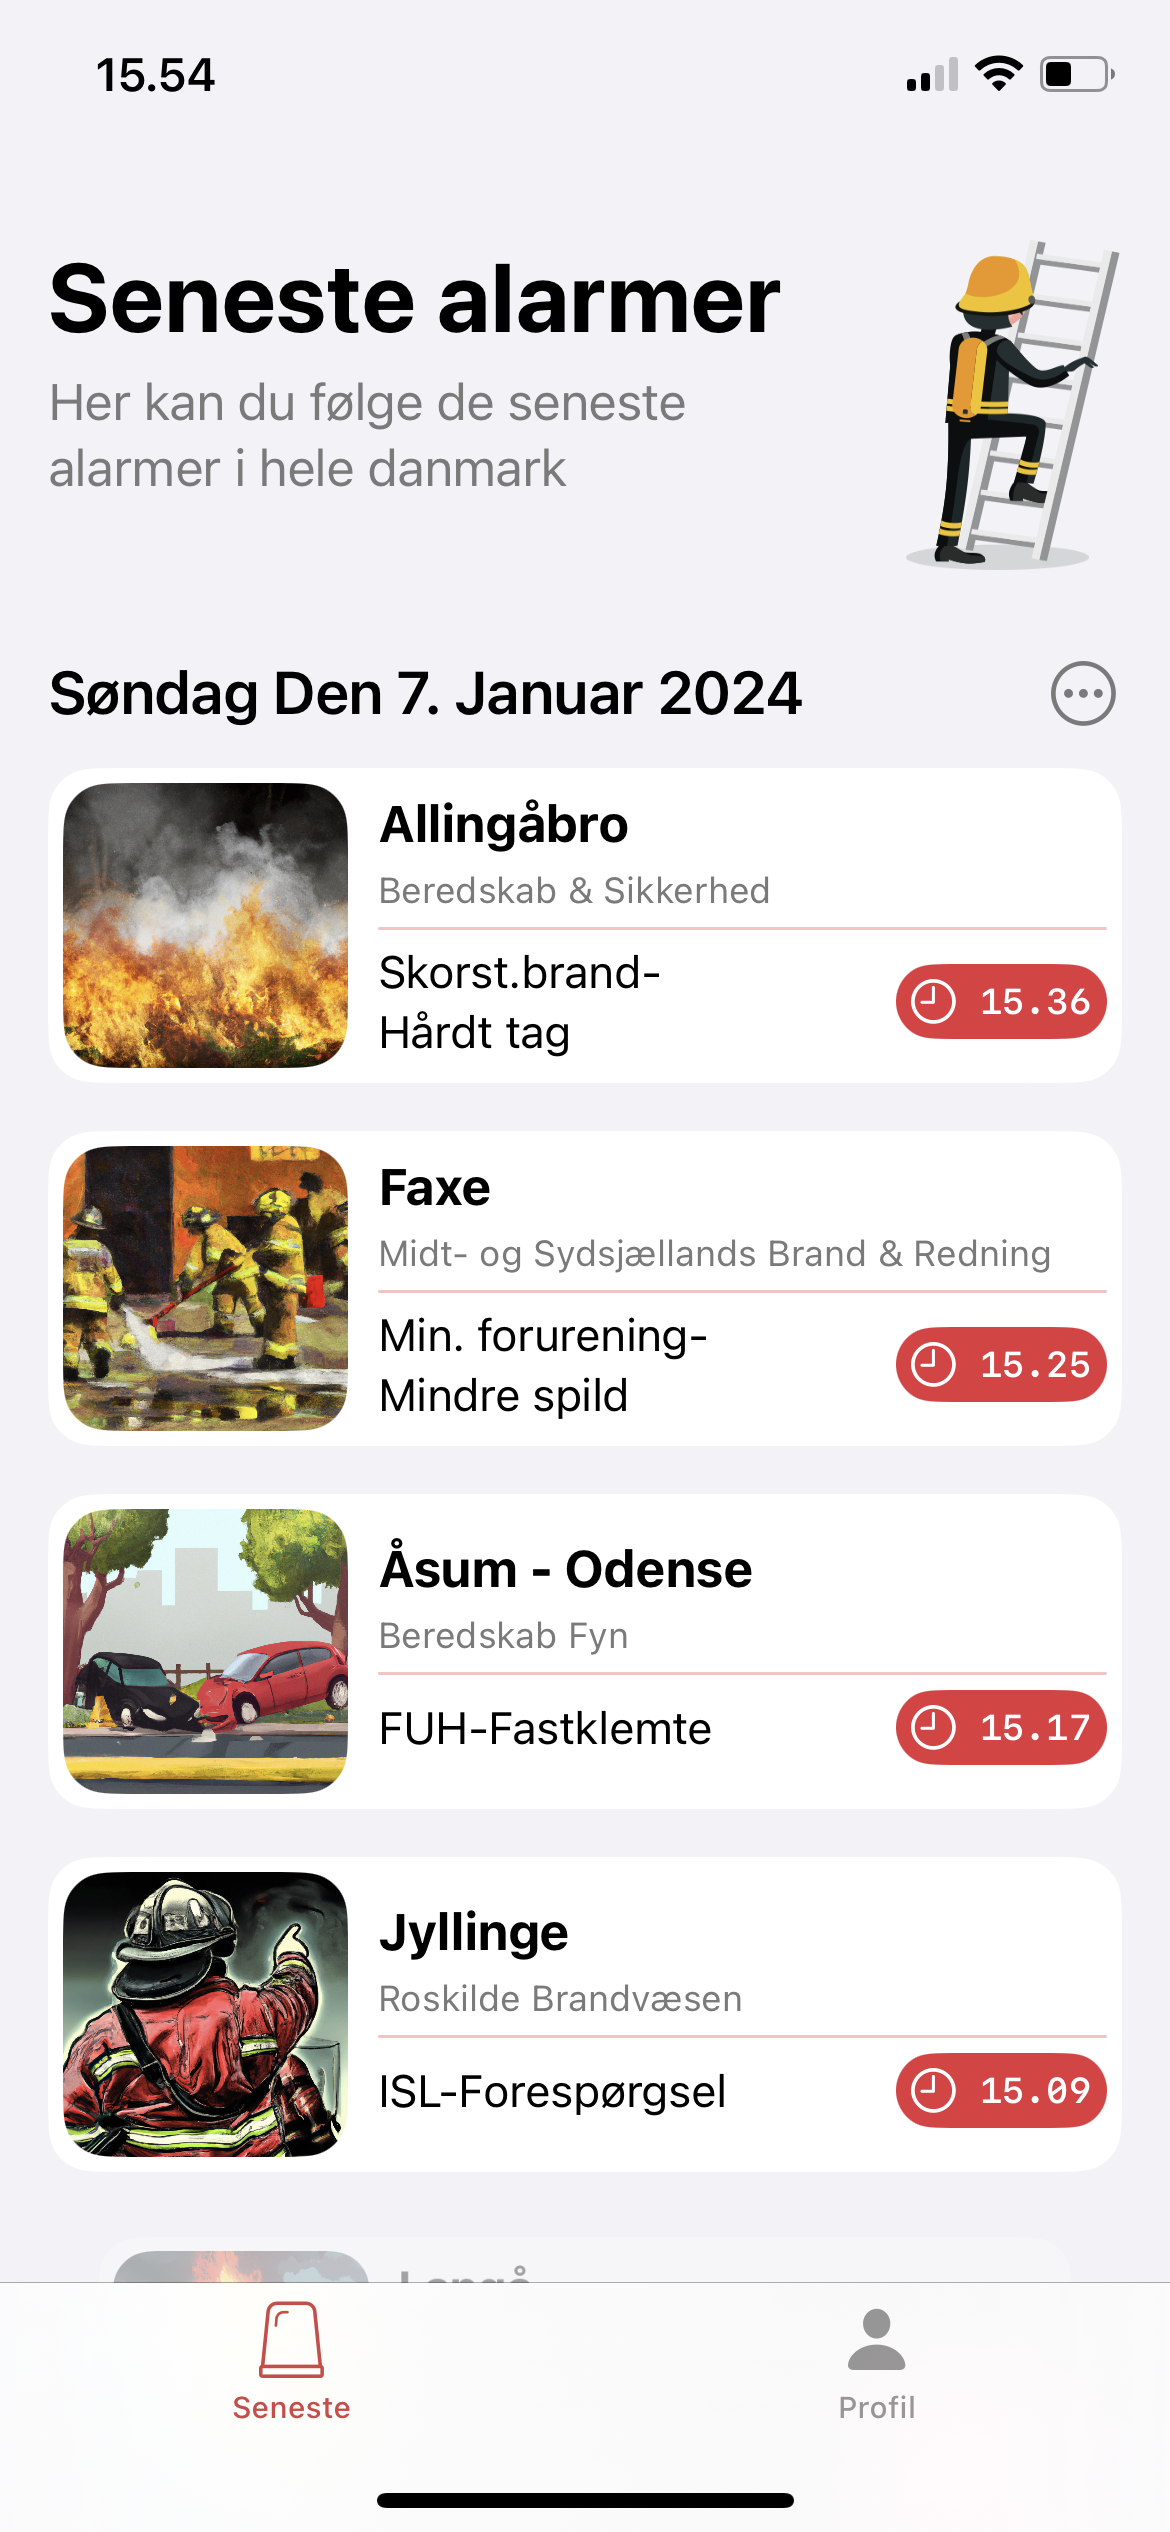 15.54
Seneste alarmer
Her kan du følge de seneste
alarmer i hele danmark
Søndag Den 7. Januar 2024
Allingåbro
Beredskab & Sikkerhed
Skorst.brand-
Hårdt tag
15.36
Faxe
Midt- og Sydsjællands Brand & Redning
Min. forurening-
Mindre spild
15.25
Åsum - Odense
Beredskab Fyn
FUH-Fastklemte
15.17
Jyllinge
Roskilde Brandvæsen
ISL-Forespørgsel
15.09
Seneste
Profil